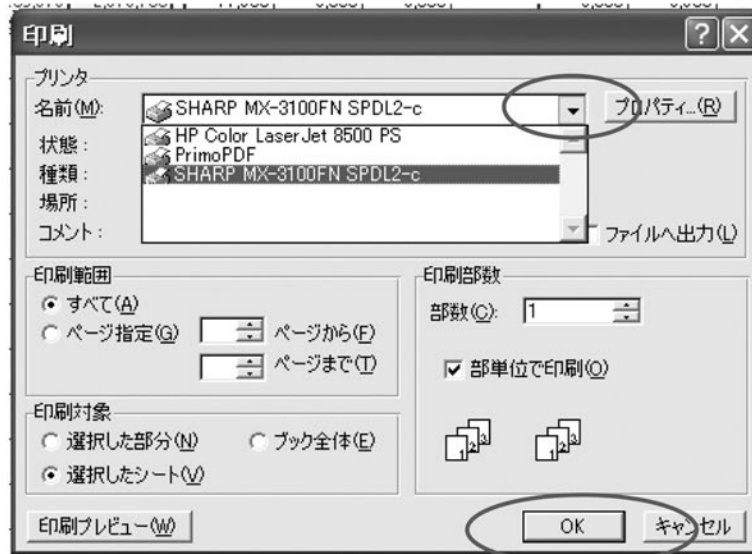 印刷
プリンタ
名前(M): SHARP MX-3100FN SPDL2-c プロパティ...(R)
HP Color LaserJet 8500 PS
PrimoPDF
SHARP MX-3100FN SPDL2-c
状態：
種類：
場所：
コメント： ファイルへ出力(L)
印刷範囲
すべて(A)
ページ指定(G) ページから(F)
ページまで(T)
印刷部数
部数(C): 1
部単位で印刷(O)
1 2 3 1 2 3
印刷対象
選択した部分(N) ブック全体(E)
選択したシート(V)
印刷プレビュー(W) OK キャンセル